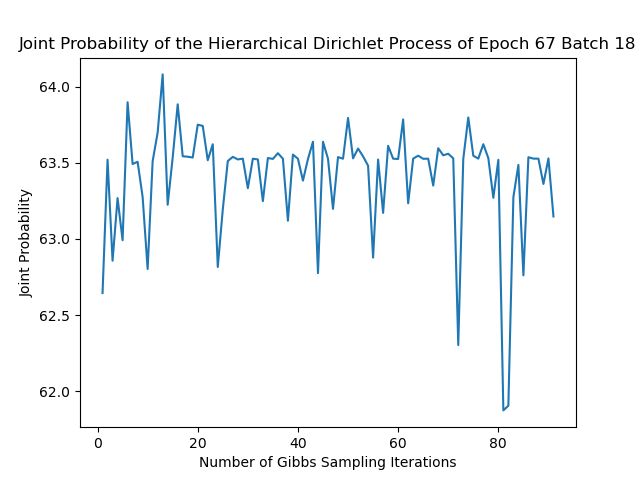 Joint Probability of the Hierarchical Dirichlet Process of Epoch 67 Batch 18
64.0
63.5
63.0
62.5
62.0
Joint Probability
0 20 40 60 80
Number of Gibbs Sampling Iterations